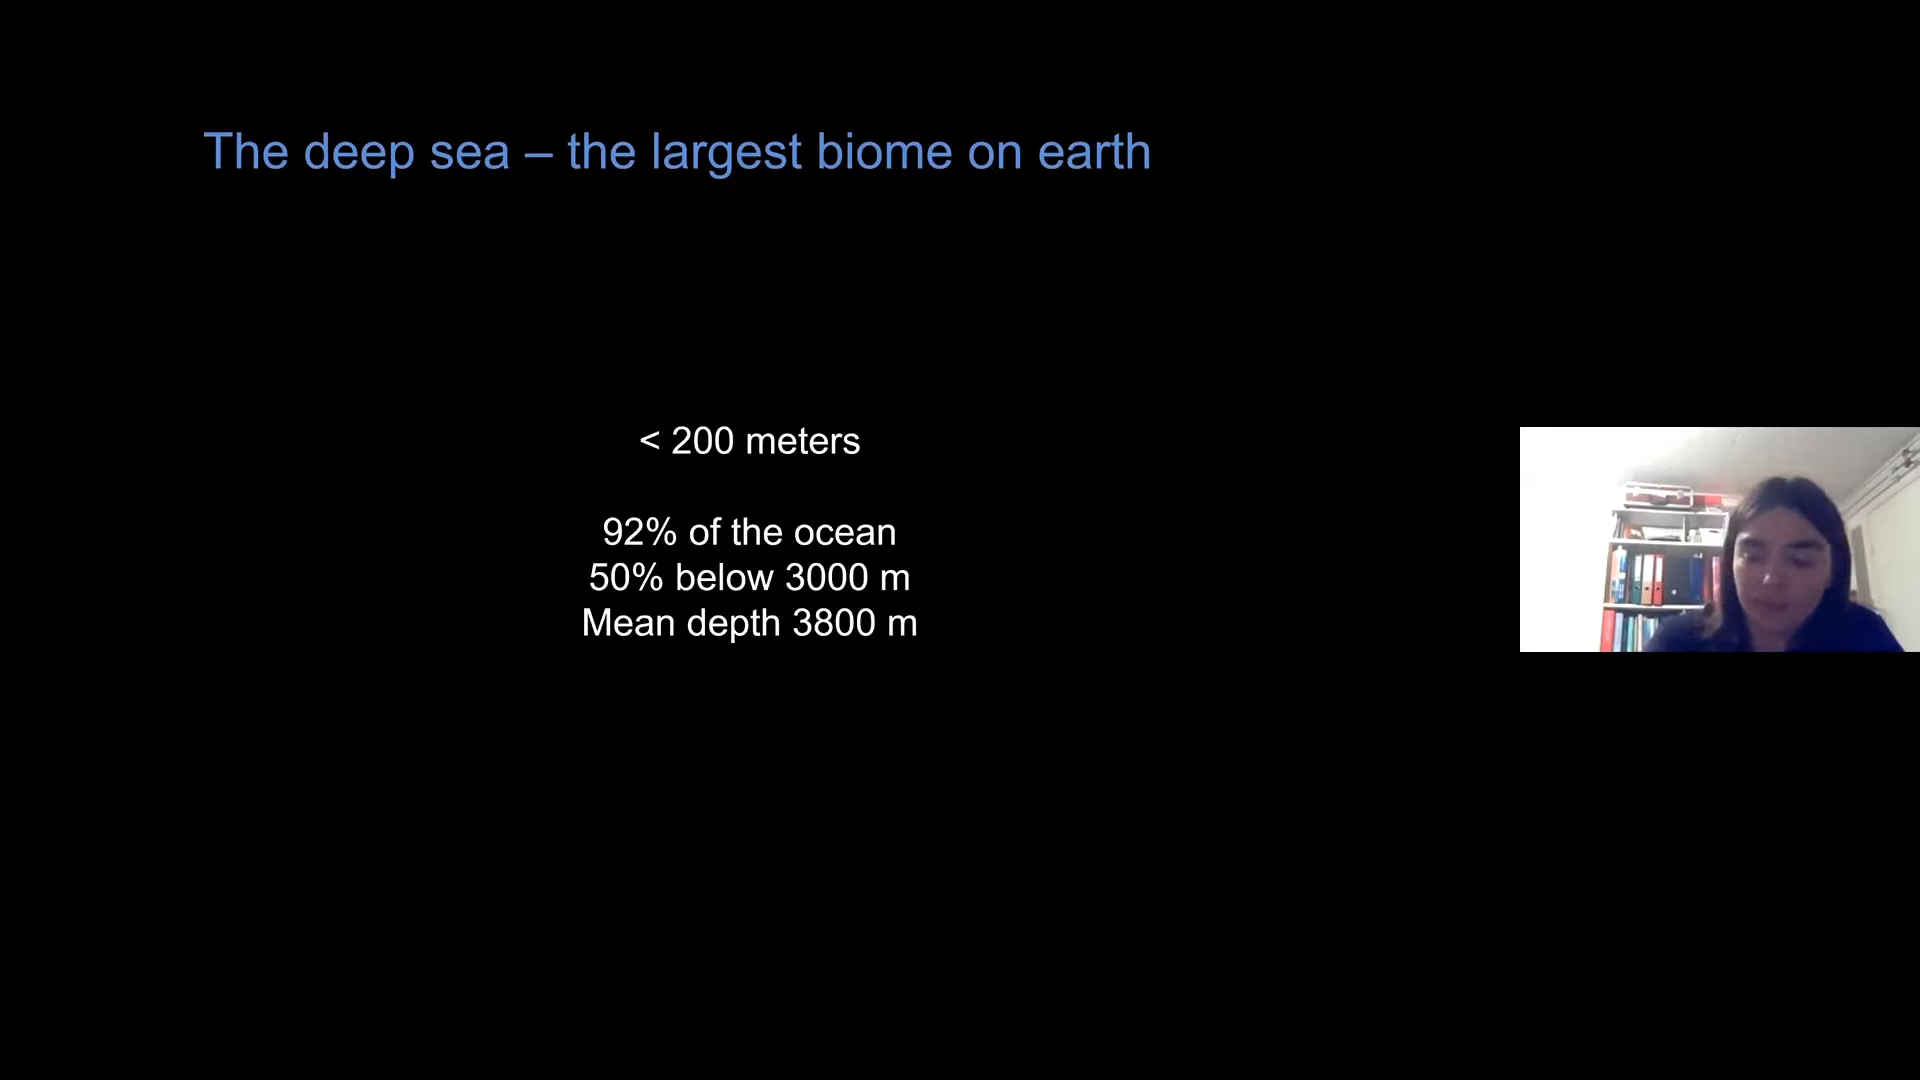 The deep sea – the largest biome on earth
< 200 meters
92% of the ocean
50% below 3000 m
Mean depth 3800 m